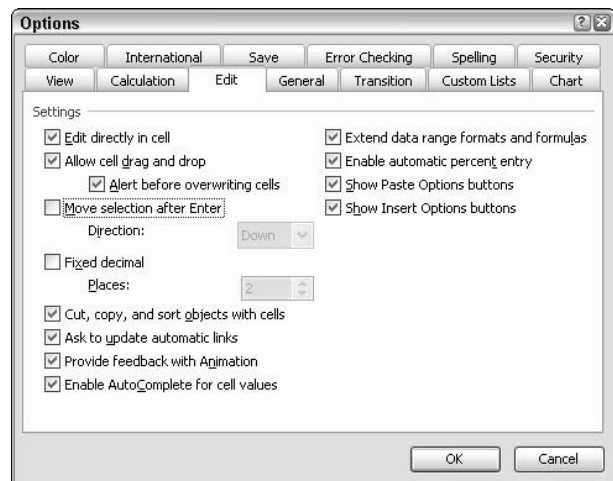 Options
Color International Save Error Checking Spelling Security
View Calculation Edit General Transition Custom Lists Chart
Settings
Edit directly in cell
Allow cell drag and drop
Alert before overwriting cells
Move selection after Enter
Direction: Down
Fixed decimal
Places: 2
Cut, copy, and sort objects with cells
Ask to update automatic links
Provide feedback with Animation
Enable AutoComplete for cell values
Extend data range formats and formulas
Enable automatic percent entry
Show Paste Options buttons
Show Insert Options buttons
OK Cancel